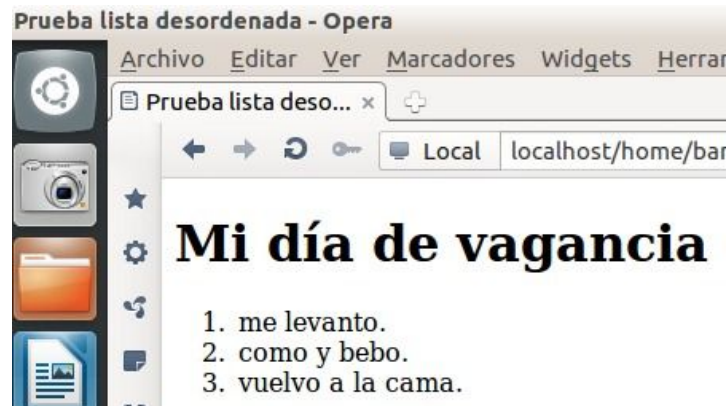 Prueba lista desordenada - Opera
Archivo Editar Ver Marcadores Widgets
Prueba lista deso...
Local localhost/home/
Mi día de vagancia
1. me levanto.
2. como y bebo.
3. vuelvo a la cama.